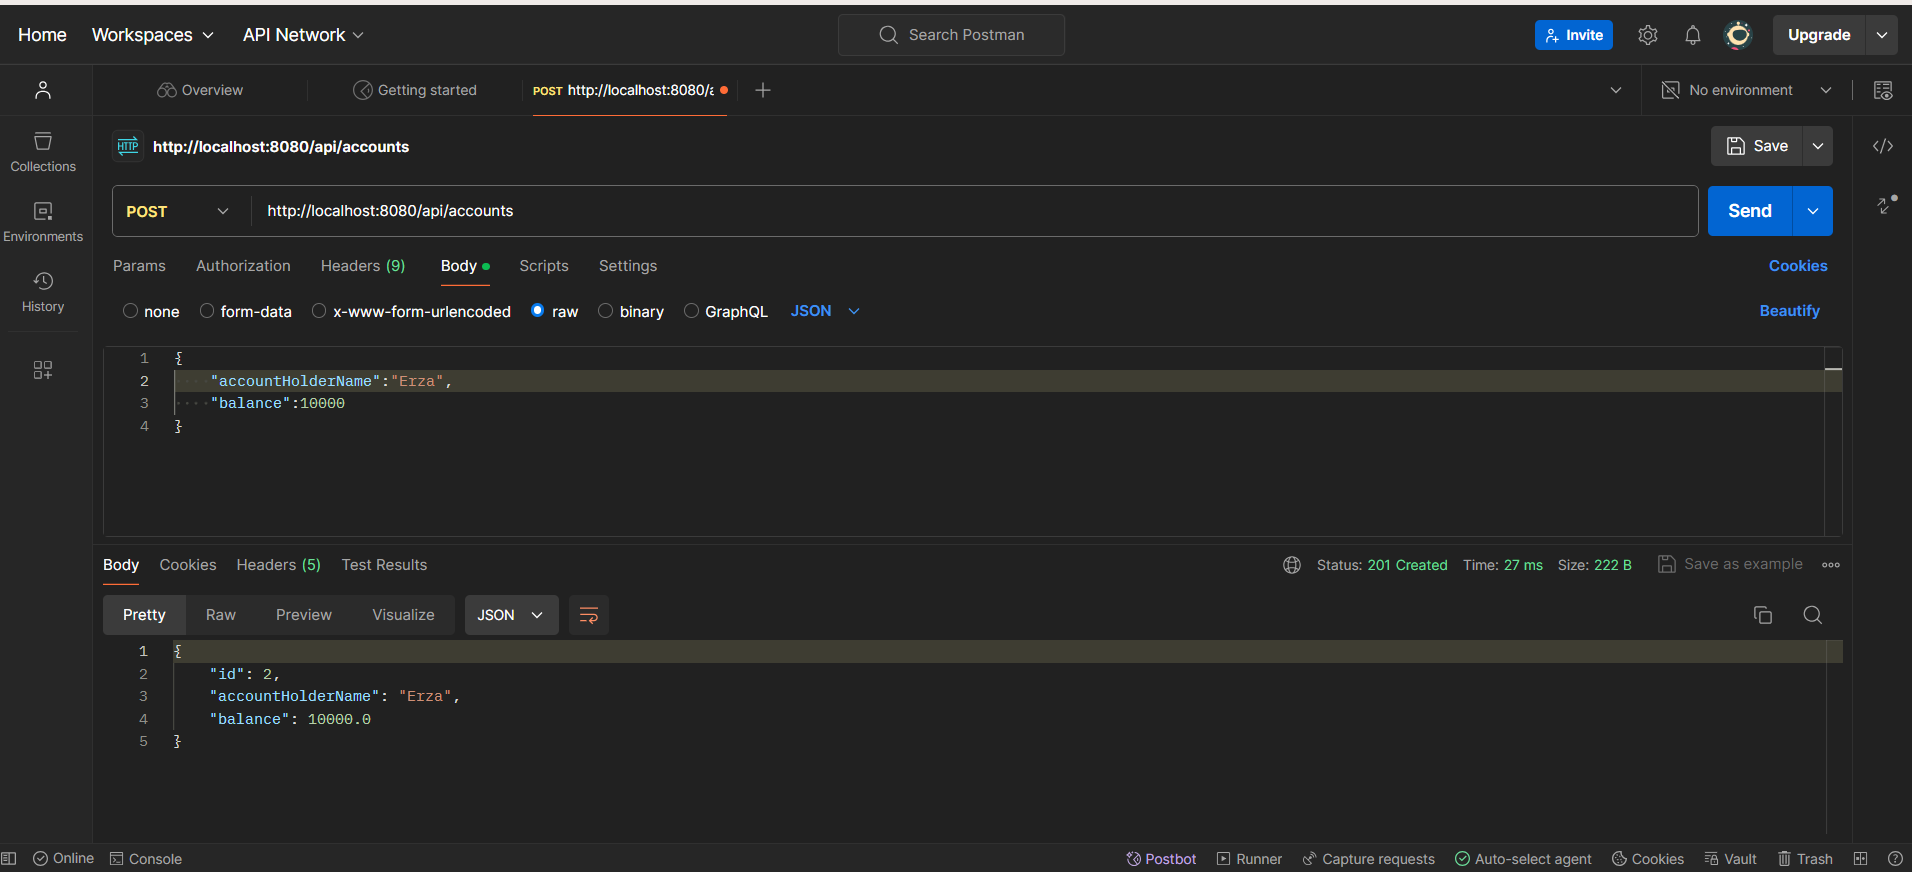 Home Workspaces API Network Search Postman Invite Upgrade
Overview Getting started POST http://localhost:8080/a No environment
HTTP http://localhost:8080/api/accounts Save
Collections
POST http://localhost:8080/api/accounts Send
Environments
Params Authorization Headers (9) Body Scripts Settings Cookies
History
none form-data x-www-form-urlencoded raw binary GraphQL JSON Beautify
1 {
2 "accountHolderName":"Erza",
3 "balance":10000
4 }
Body Cookies Headers (5) Test Results Status: 201 Created Time: 27 ms Size: 222 B Save as example
Pretty Raw Preview Visualize JSON
1 {
2 "id": 2,
3 "accountHolderName": "Erza",
4 "balance": 10000.0
5 }
Online Console Postbot Runner Capture requests Auto-select agent Cookies Vault Trash